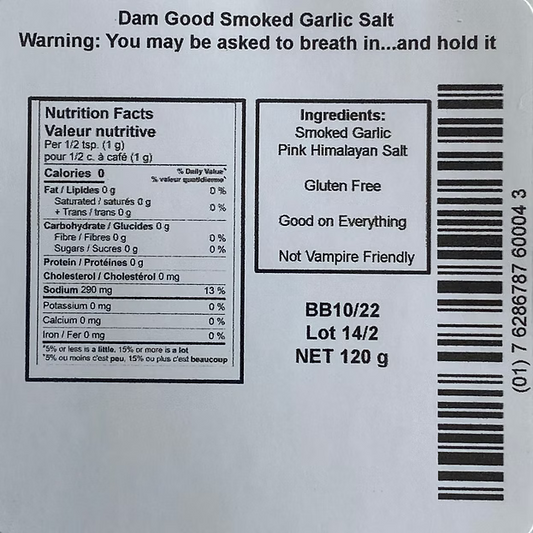 Dam Good Smoked Garlic Salt
Warning: You may be asked to breath in...and hold it
Nutrition Facts
Valeur nutritive
Per 1/2 tsp. (1 g)
pour 1/2 c. à café (1 g)
Calories 0
% Daily Value*
% valeur quotidienne*
Fat / Lipides 0 g 0 %
Saturated / saturés 0 g
+ Trans / trans 0 g 0 %
Carbohydrate / Glucides 0 g
Fibre / Fibres 0 g 0 %
Sugars / Sucres 0 g 0 %
Protein / Protéines 0 g
Cholesterol / Cholestérol 0 mg
Sodium 290 mg 13 %
Potassium 0 mg 0 %
Calcium 0 mg 0 %
Iron / Fer 0 mg 0 %
*5% or less is a little, 15% or more is a lot
*5% ou moins c'est peu, 15% ou plus c'est beaucoup
Ingredients:
Smoked Garlic
Pink Himalayan Salt
Gluten Free
Good on Everything
Not Vampire Friendly
BB10/22
Lot 14/2
NET 120 g
(01) 7 6286787 60004 3